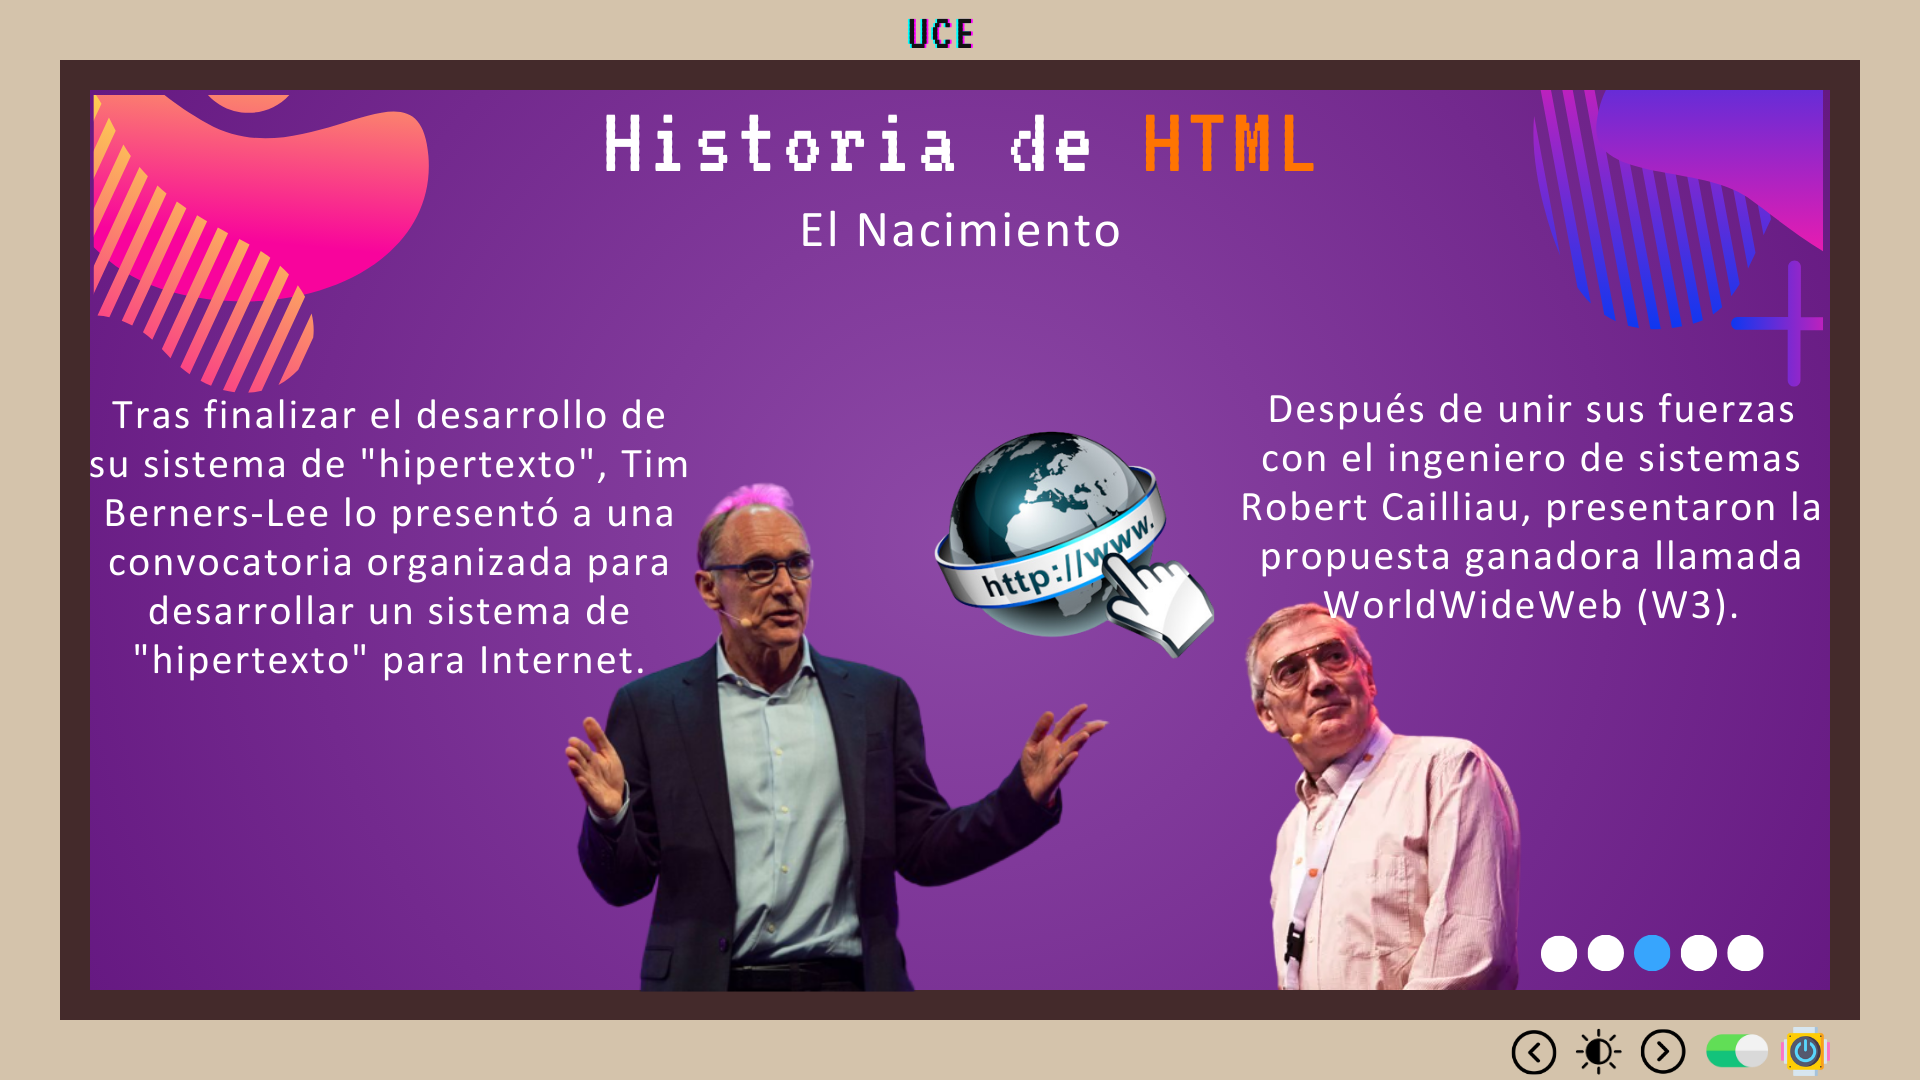 UCE
Historia de HTML
El Nacimiento
Tras finalizar el desarrollo de
su sistema de "hipertexto", Tim
Berners-Lee lo presentó a una
convocatoria organizada para
desarrollar un sistema de
"hipertexto" para Internet.
http://www.
Después de unir sus fuerzas
con el ingeniero de sistemas
Robert Cailliau, presentaron la
propuesta ganadora llamada
WorldWideWeb (W3).